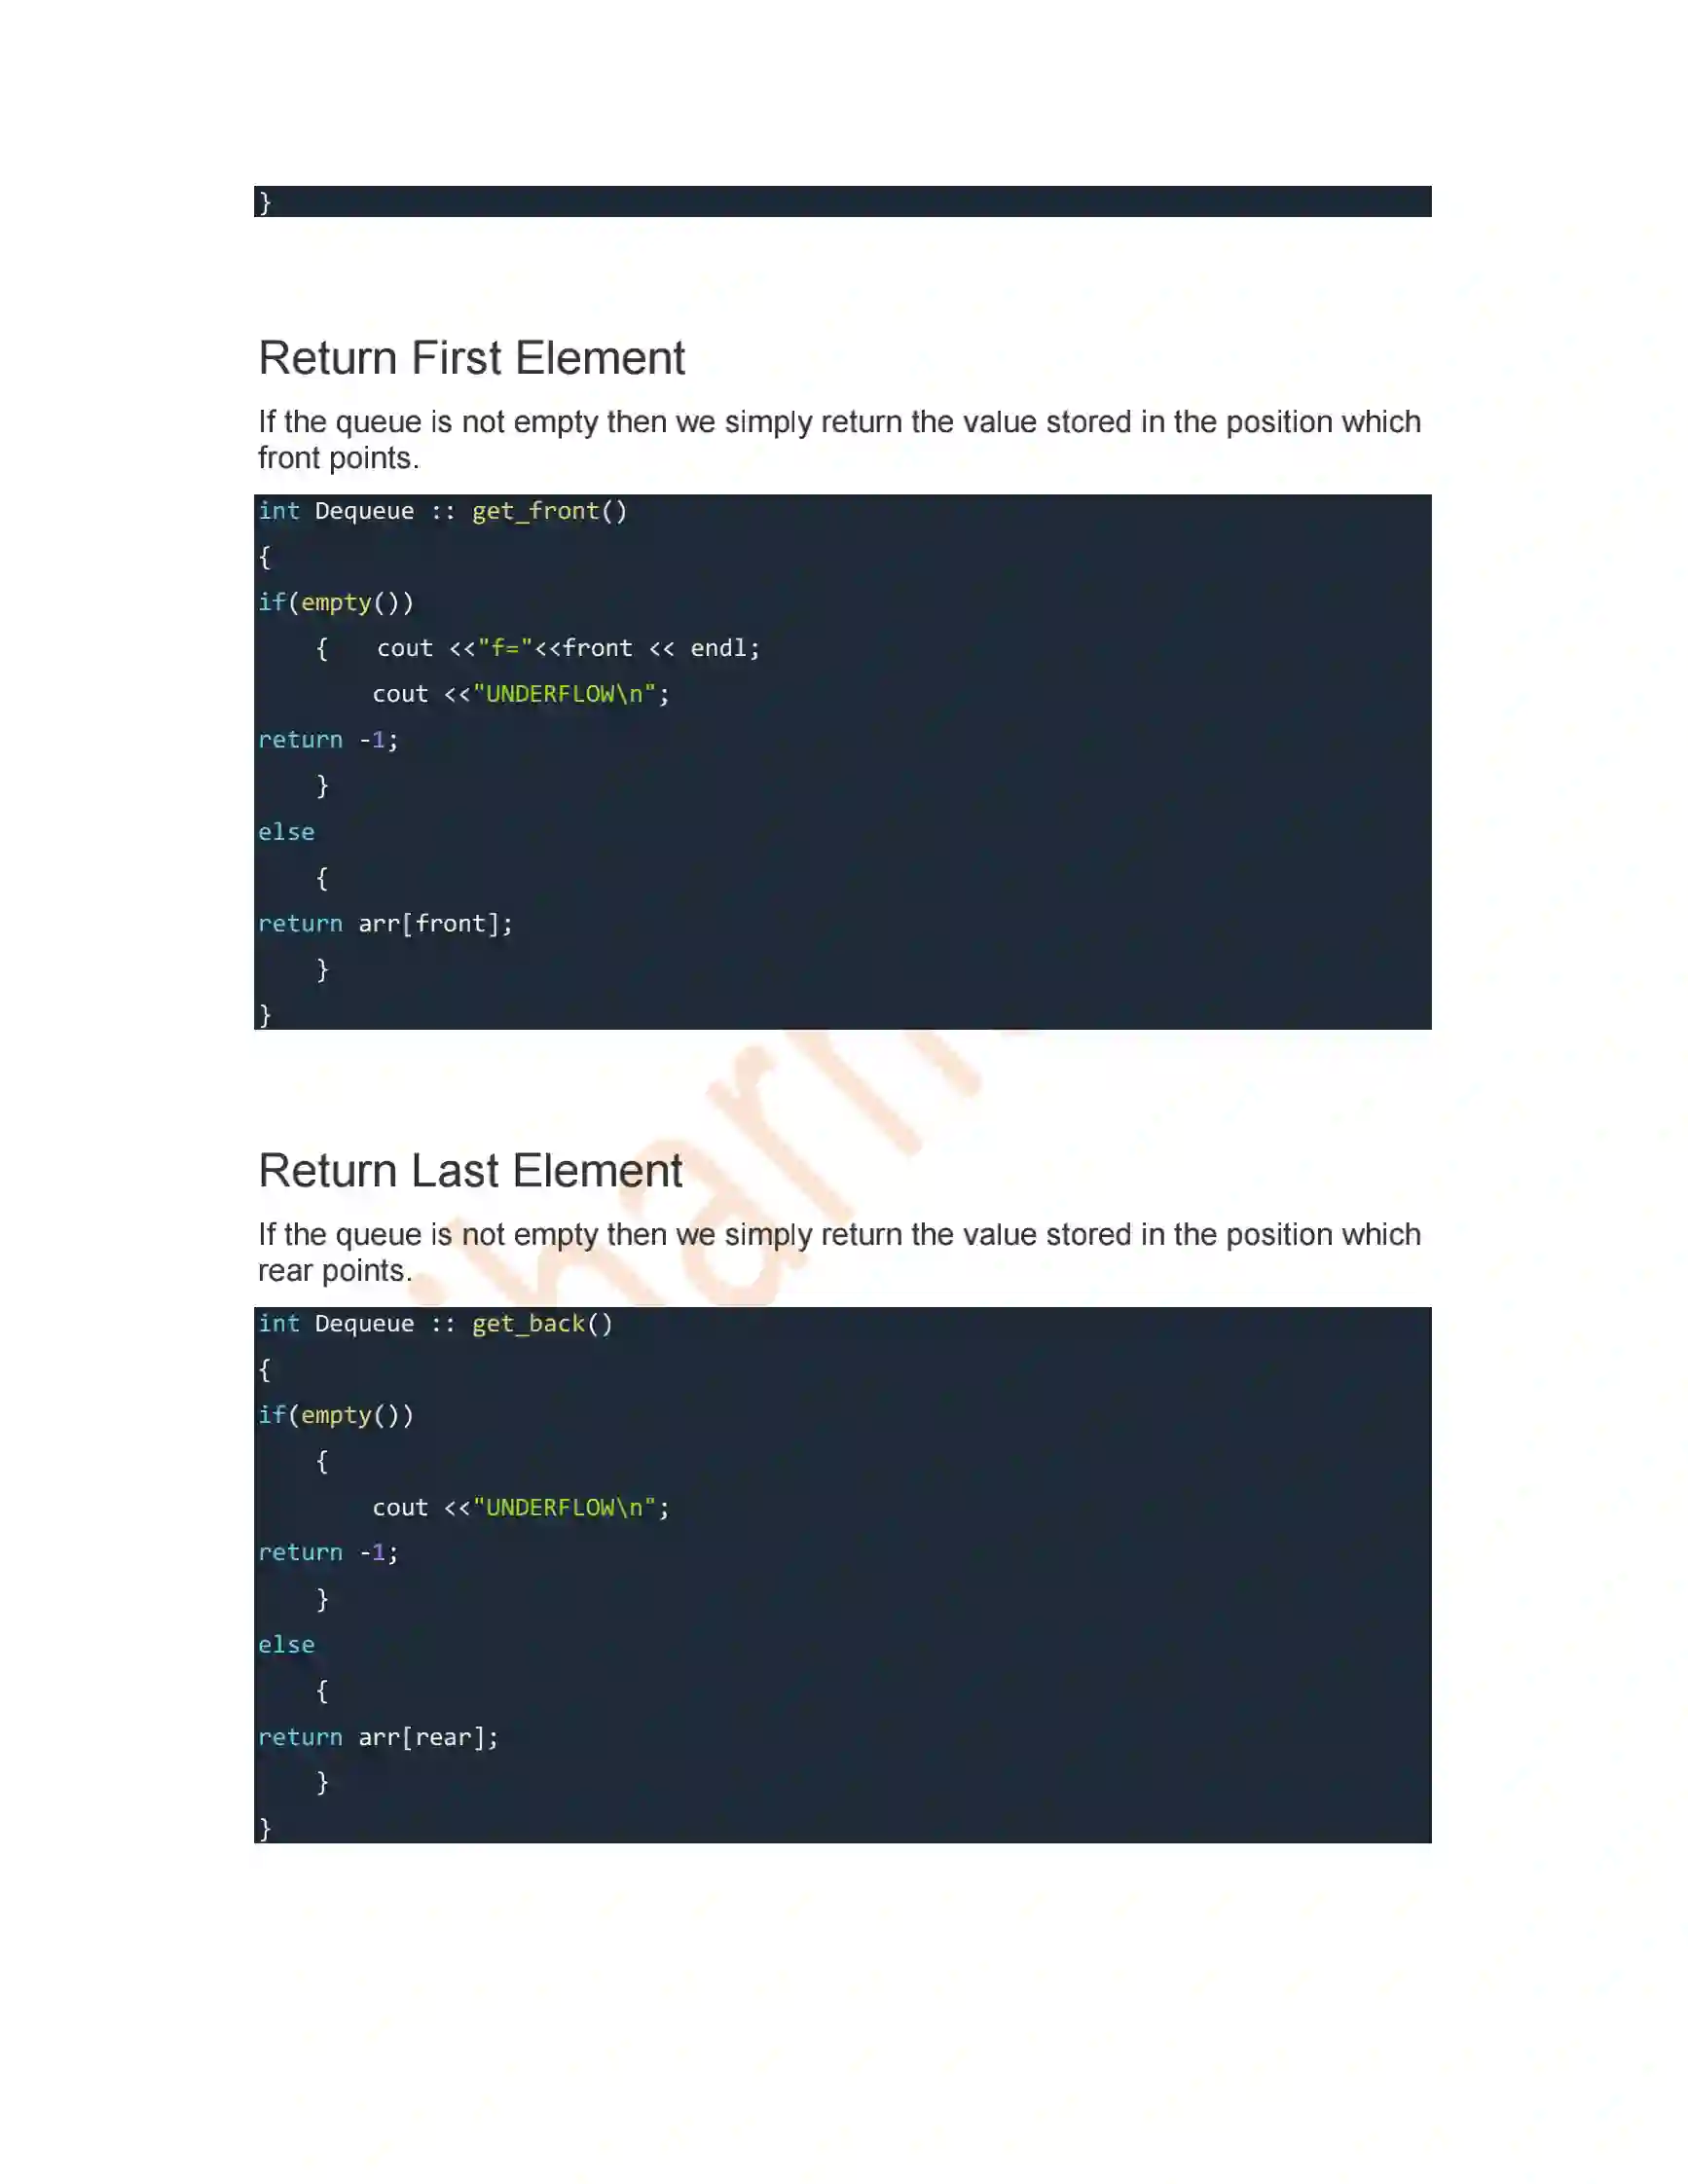 }
Return First Element
If the queue is not empty then we simply return the value stored in the position which
front points.
int Dequeue :: get_front()
{
if(empty())
    {   cout <<"f="<<front << endl;
        cout <<"UNDERFLOW\n";
return -1;
    }
else
    {
return arr[front];
    }
}
Return Last Element
If the queue is not empty then we simply return the value stored in the position which
rear points.
int Dequeue :: get_back()
{
if(empty())
    {
        cout <<"UNDERFLOW\n";
return -1;
    }
else
    {
return arr[rear];
    }
}